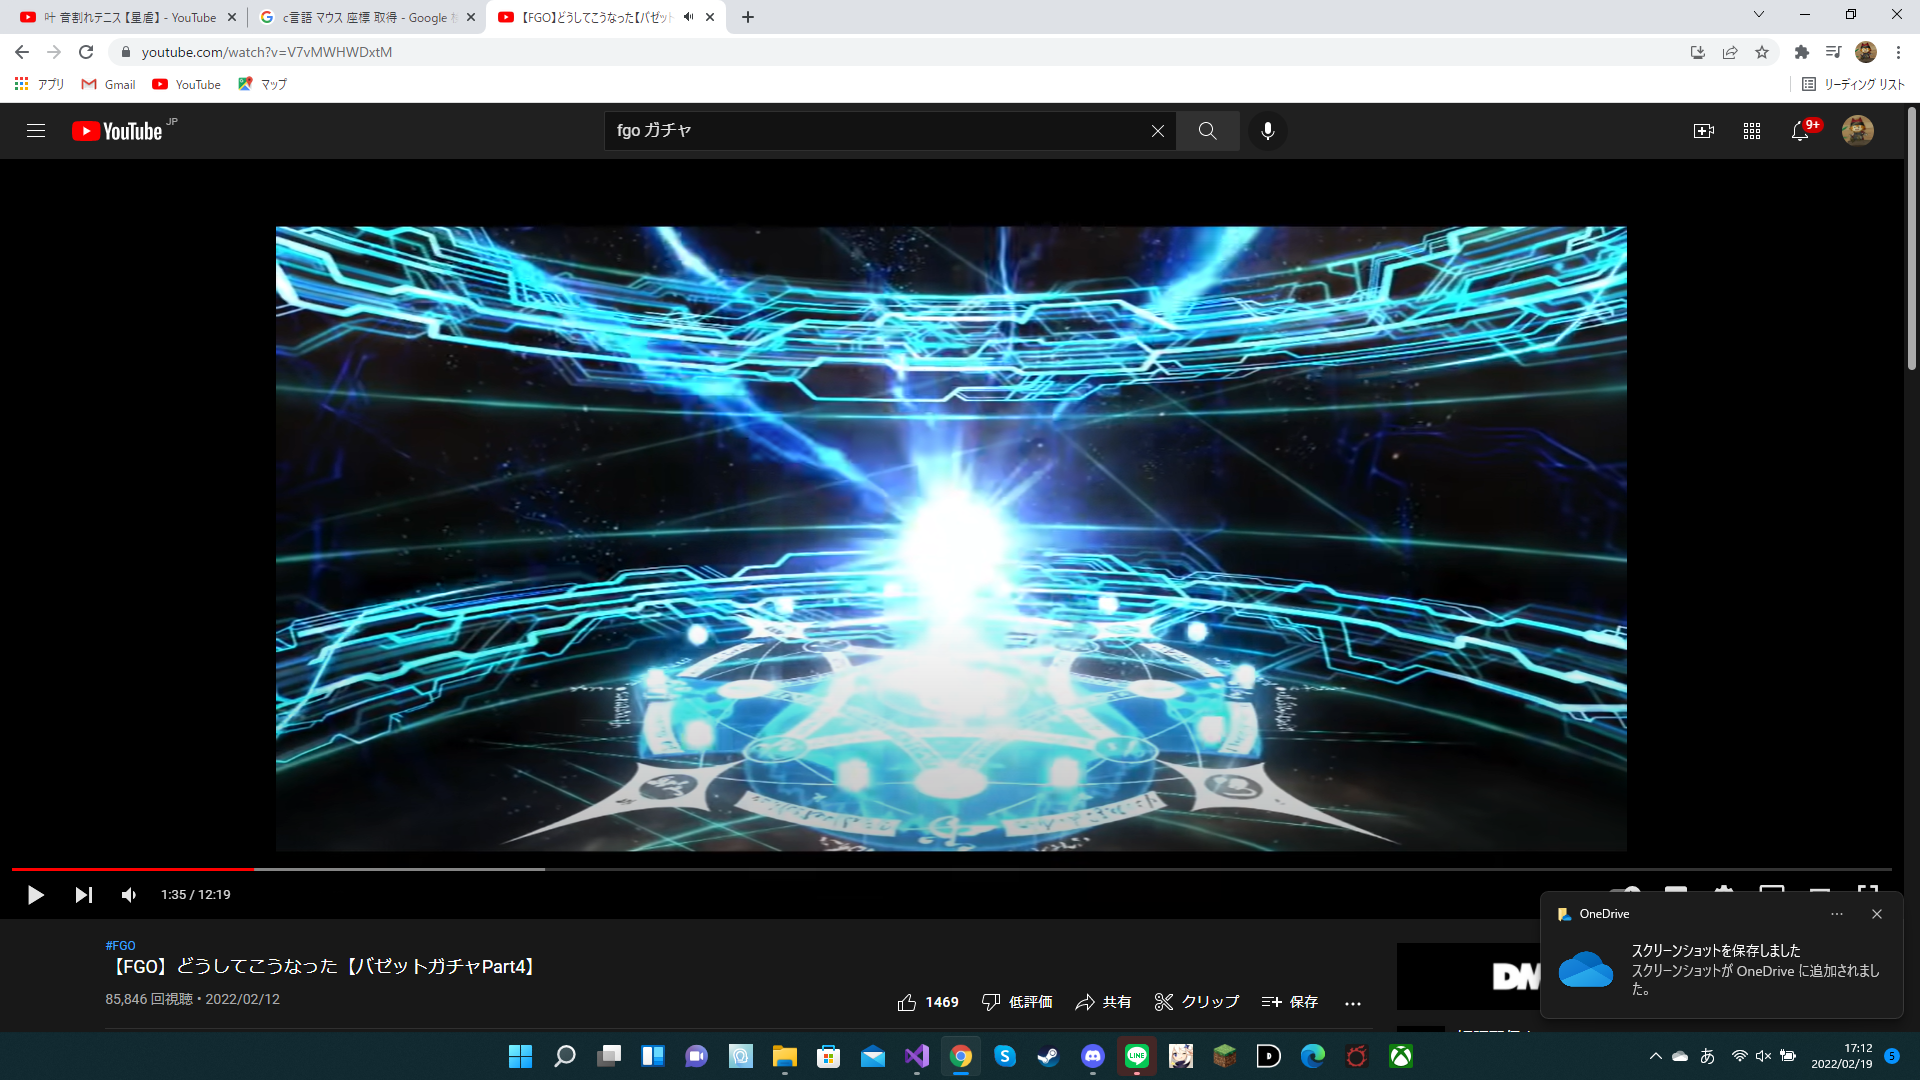 叶 音割れテニス【星虐】 - YouTube
c言語 マウス 座標 取得 - Google
【FGO】どうしてこうなった【バゼット
youtube.com/watch?v=V7vMWHWDxtM
アプリ
Gmail
YouTube
マップ
リーディング リスト
YouTube JP
fgo ガチャ
9+
1:35 / 12:19
#FGO
【FGO】どうしてこうなった【バゼットガチャPart4】
85,846 回視聴・2022/02/12
1469
低評価
共有
クリップ
保存
DM
OneDrive
スクリーンショットを保存しました
スクリーンショットが OneDrive に追加されまし
た。
LINE
あ
17:12
2022/02/19
5